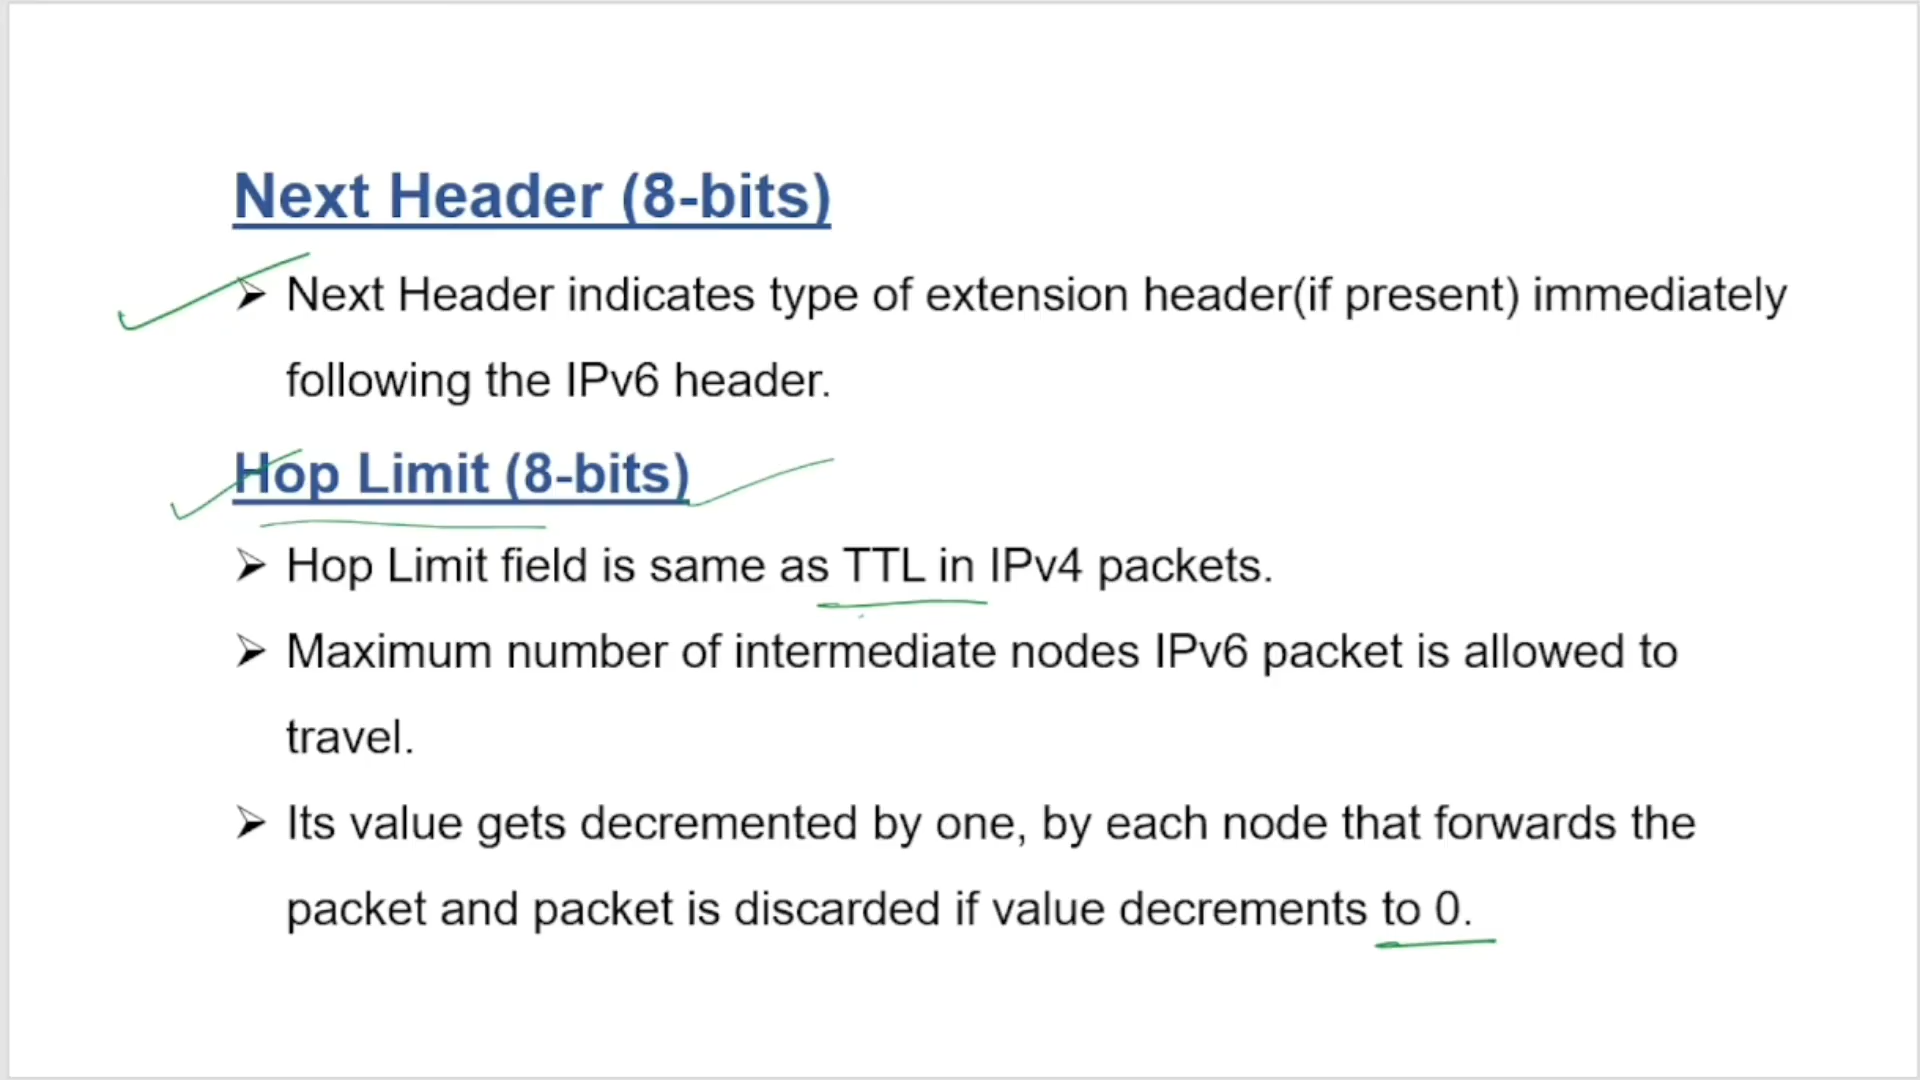 Next Header (8-bits)
➢ Next Header indicates type of extension header(if present) immediately
following the IPv6 header.
Hop Limit (8-bits)
➢ Hop Limit field is same as TTL in IPv4 packets.
➢ Maximum number of intermediate nodes IPv6 packet is allowed to
travel.
➢ Its value gets decremented by one, by each node that forwards the
packet and packet is discarded if value decrements to 0.